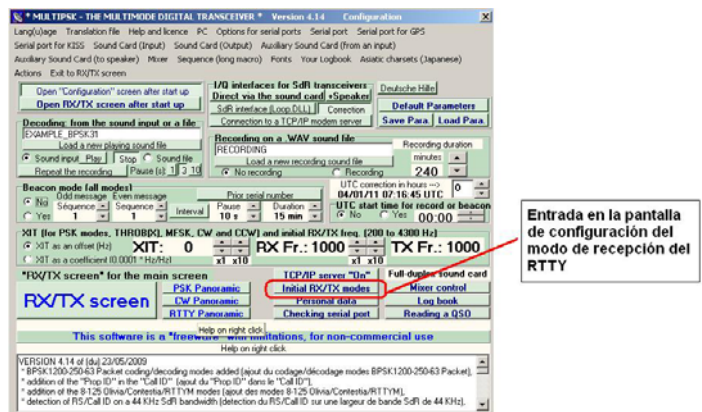 * MULTIPSK - THE MULTIMODE DIGITAL TRANSCEIVER * Version 4.14 Configuration X
Lang(u)age Translation file Help and licence PC Options for serial ports Serial port Serial port for GPS
Serial port for KISS Sound Card (Input) Sound Card (Output) Auxiliary Sound Card (from an input)
Auxiliary Sound Card (to speaker) Mixer Sequence (long macro) Fonts Your Logbook Asiatic charsets (Japanese)
Actions Exit to RX/TX screen
Open "Configuration" screen after start up
Open RX/TX screen after start up
I/Q interfaces for SdR transceivers
Direct via the sound card +Speaker
SdR interface (Loop.DLL) Correction
Connection to a TCP/IP modem server
Deutsche Hilfe
Default Parameters
Save Para. Load Para.
Decoding: from the sound input or a file
EXAMPLE_BPSK31
Load a new playing sound file
Sound input Play Stop Sound file
Repeat the recording Pause (s): 1 3 10
Recording on a .WAV sound file
RECORDING
Load a new recording sound file
No recording Recording
Recording duration
minutes
240
Beacon mode (all modes)
No Odd message Even message
Yes Séquence Sequence
1 1 Interval
Prior serial number
Pause Duration
10 s 15 min
UTC correction in hours --> 0
04/01/11 07:16:45 UTC
UTC start time for record or beacon
No Yes 00:00
XIT (for PSK modes, THROB(X), MFSK, CW and CCW) and initial RX/TX freq. (200 to 4300 Hz)
XIT as an offset (Hz) XIT: 0 RX Fr.: 1000 TX Fr.: 1000
XIT as a coefficient (0.0001 * Hz/Hz) x1 x10 x1 x10
"RX/TX screen" for the main screen
RX/TX screen
PSK Panoramic
CW Panoramic
RTTY Panoramic
TCP/IP server "On"
Initial RX/TX modes
Personal data
Checking serial port
Full-duplex sound card
Mixer control
Log book
Reading a QSO
Help on right click
This software is a "freeware" with limitations, for non-commercial use
Help on right click
VERSION 4.14 of (du) 23/05/2009
* BPSK1200-250-63 Packet coding/decoding modes added (ajout du codage/décodage modes BPSK1200-250-63 Packet),
* addition of the "Prop ID" in the "Call ID" (ajout du "Prop ID" dans le "Call ID"),
* addition of the 8-125 Olivia/Contestia/RTTYM modes (ajout des modes 8-125 Olivia/Contestia/RTTYM),
* detection of RS/Call ID on a 44 KHz SdR bandwidth (detection du RS/Call ID sur une largeur de bande SdR de 44 KHz),
Entrada en la pantalla
de configuración del
modo de recepción del
RTTY